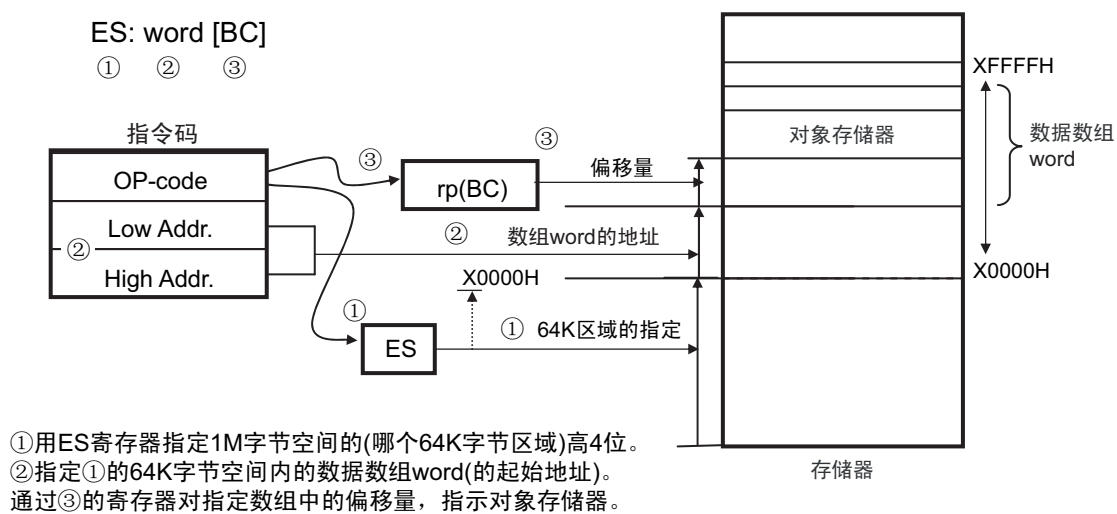 ES: word [BC]
① ② ③
指令码
OP-code
Low Addr.
②
High Addr.
③
rp(BC)
③
偏移量
②
数组word的地址
X0000H
①
ES
① 64K区域的指定
XFFFFH
对象存储器
数据数组
word
X0000H
存储器
①用ES寄存器指定1M字节空间的(哪个64K字节区域)高4位。
②指定①的64K字节空间内的数据数组word(的起始地址)。
通过③的寄存器对指定数组中的偏移量，指示对象存储器。